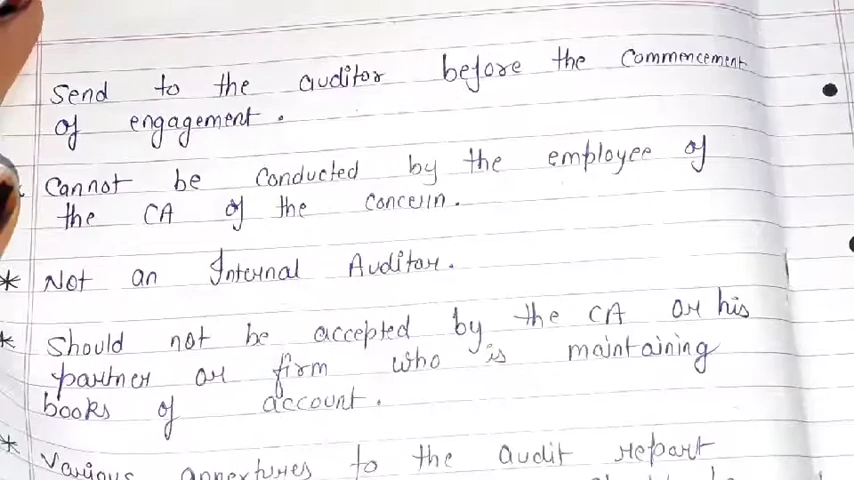 Send to the auditor before the Commencement
of engagement.
Cannot be Conducted by the employee of
the CA of the Concern.
* Not an Internal Auditor.
* Should not be accepted by the CA or his
partner or firm who is maintaining
books of account.
* Various annextures to the audit report